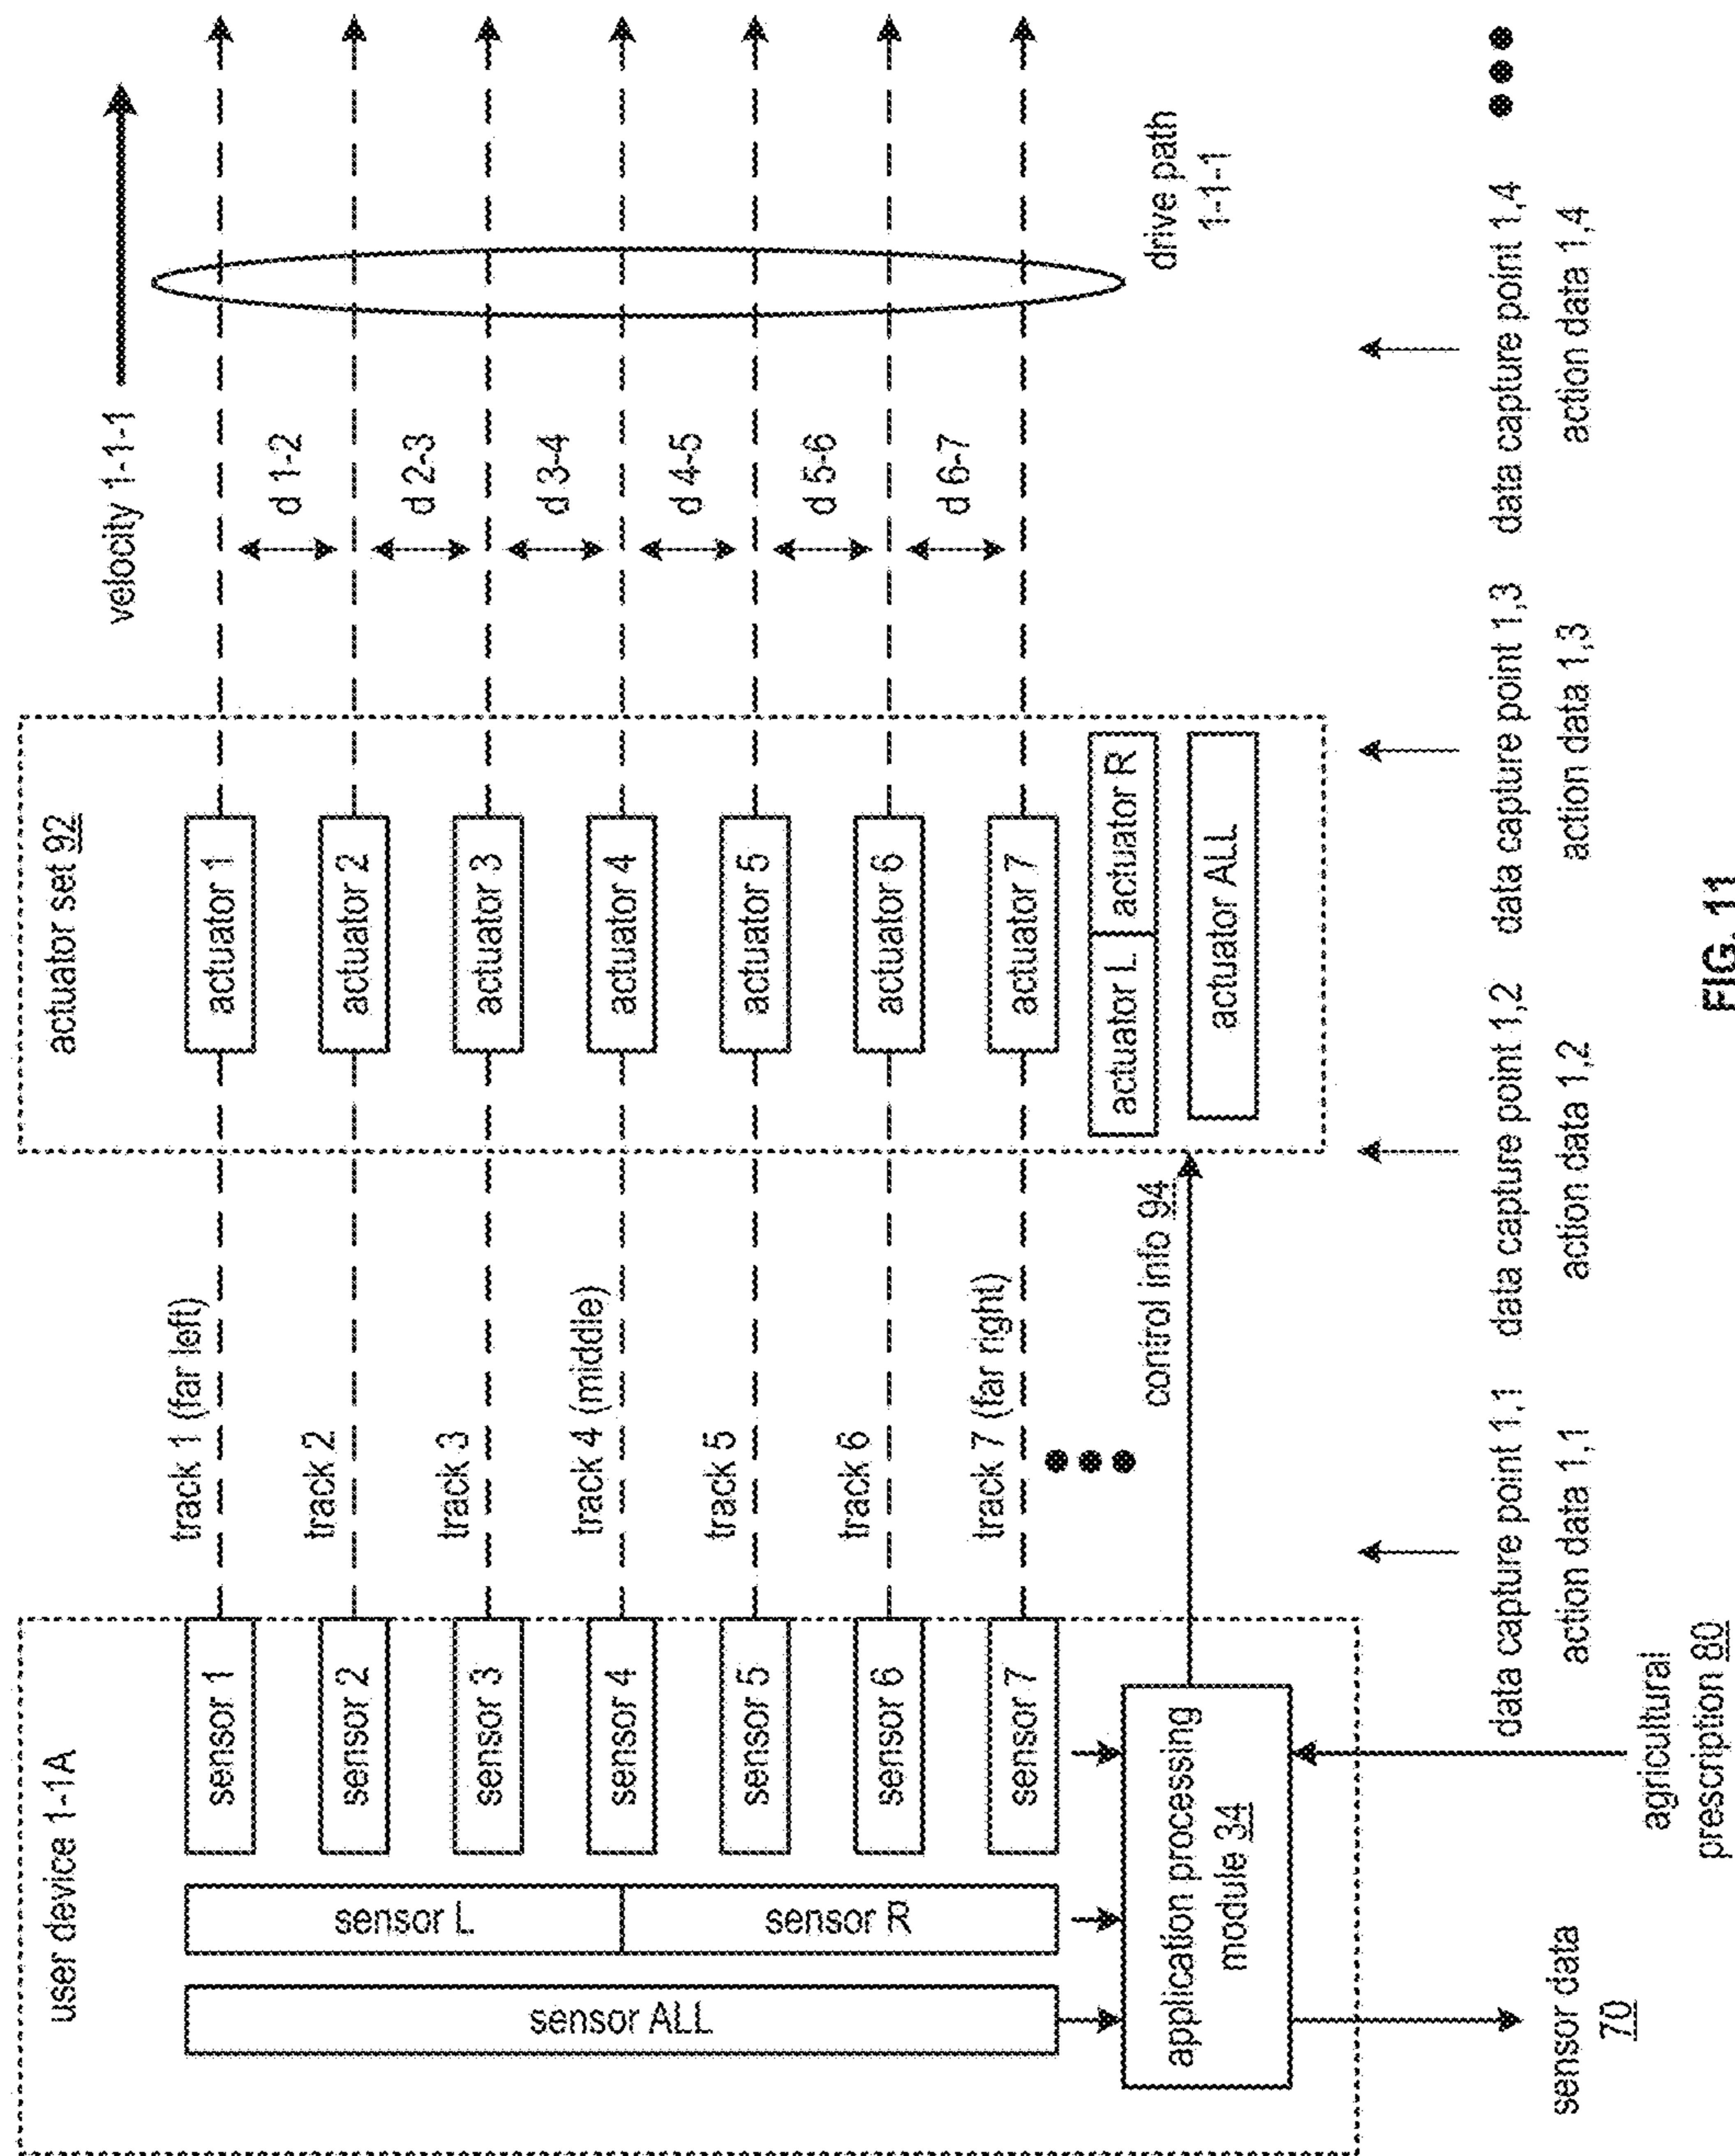 user device 1-1A
sensor ALL
sensor L
sensor R
sensor 1
sensor 2
sensor 3
sensor 4
sensor 5
sensor 6
sensor 7
application processing
module 34
sensor data
70
agricultural
prescription 80
track 1 (far left)
track 2
track 3
track 4 (middle)
track 5
track 6
track 7 (far right)
control info 94
actuator set 92
actuator 1
actuator 2
actuator 3
actuator 4
actuator 5
actuator 6
actuator 7
actuator L
actuator R
actuator ALL
velocity 1-1-1
d 1-2
d 2-3
d 3-4
d 4-5
d 5-6
d 6-7
drive path
1-1-1
data capture point 1,1
action data 1,1
data capture point 1,2
action data 1,2
data capture point 1,3
action data 1,3
data capture point 1,4
action data 1,4
FIG. 11